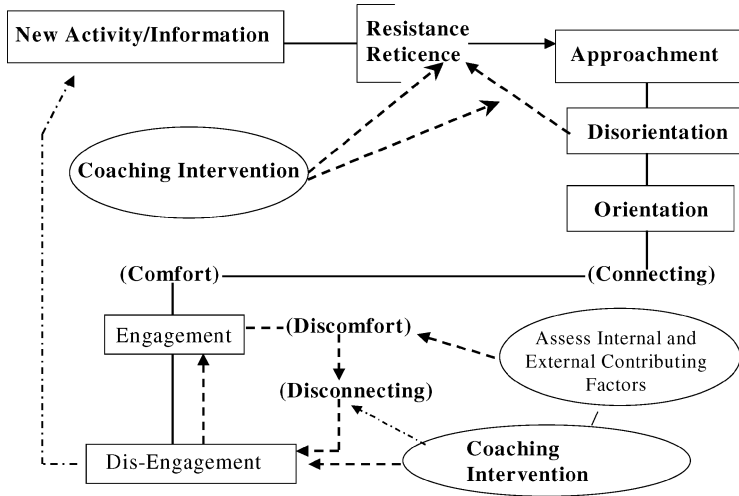 New Activity/Information
Resistance
Reticence
Approachment
Disorientation
Coaching Intervention
Orientation
(Comfort)
(Connecting)
Engagement
(Discomfort)
Assess Internal and
External Contributing
Factors
(Disconnecting)
Dis-Engagement
Coaching
Intervention